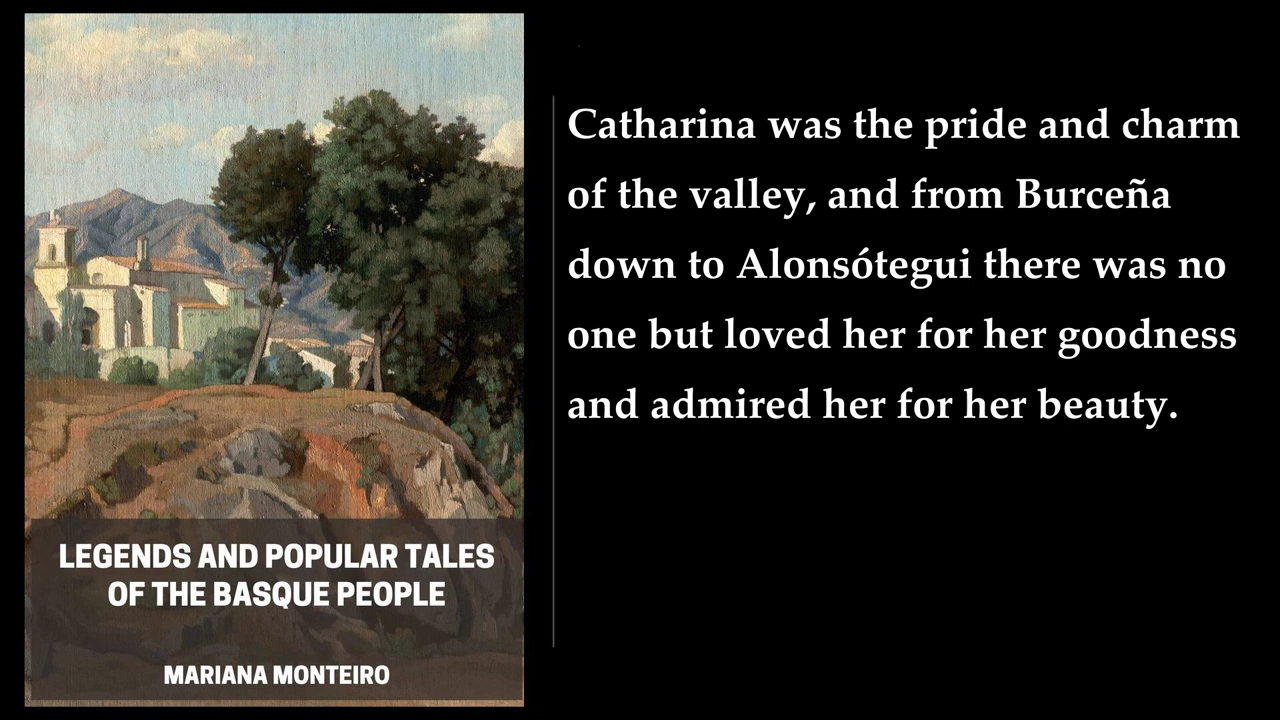 Catharina was the pride and charm
of the valley, and from Burceña
down to Alonsótegui there was no
one but loved her for her goodness
and admired her for her beauty.
LEGENDS AND POPULAR TALES
OF THE BASQUE PEOPLE
MARIANA MONTEIRO